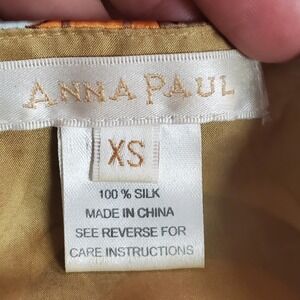 ANNA PAUL
XS
100 % SILK
MADE IN CHINA
SEE REVERSE FOR
CARE INSTRUCTIONS